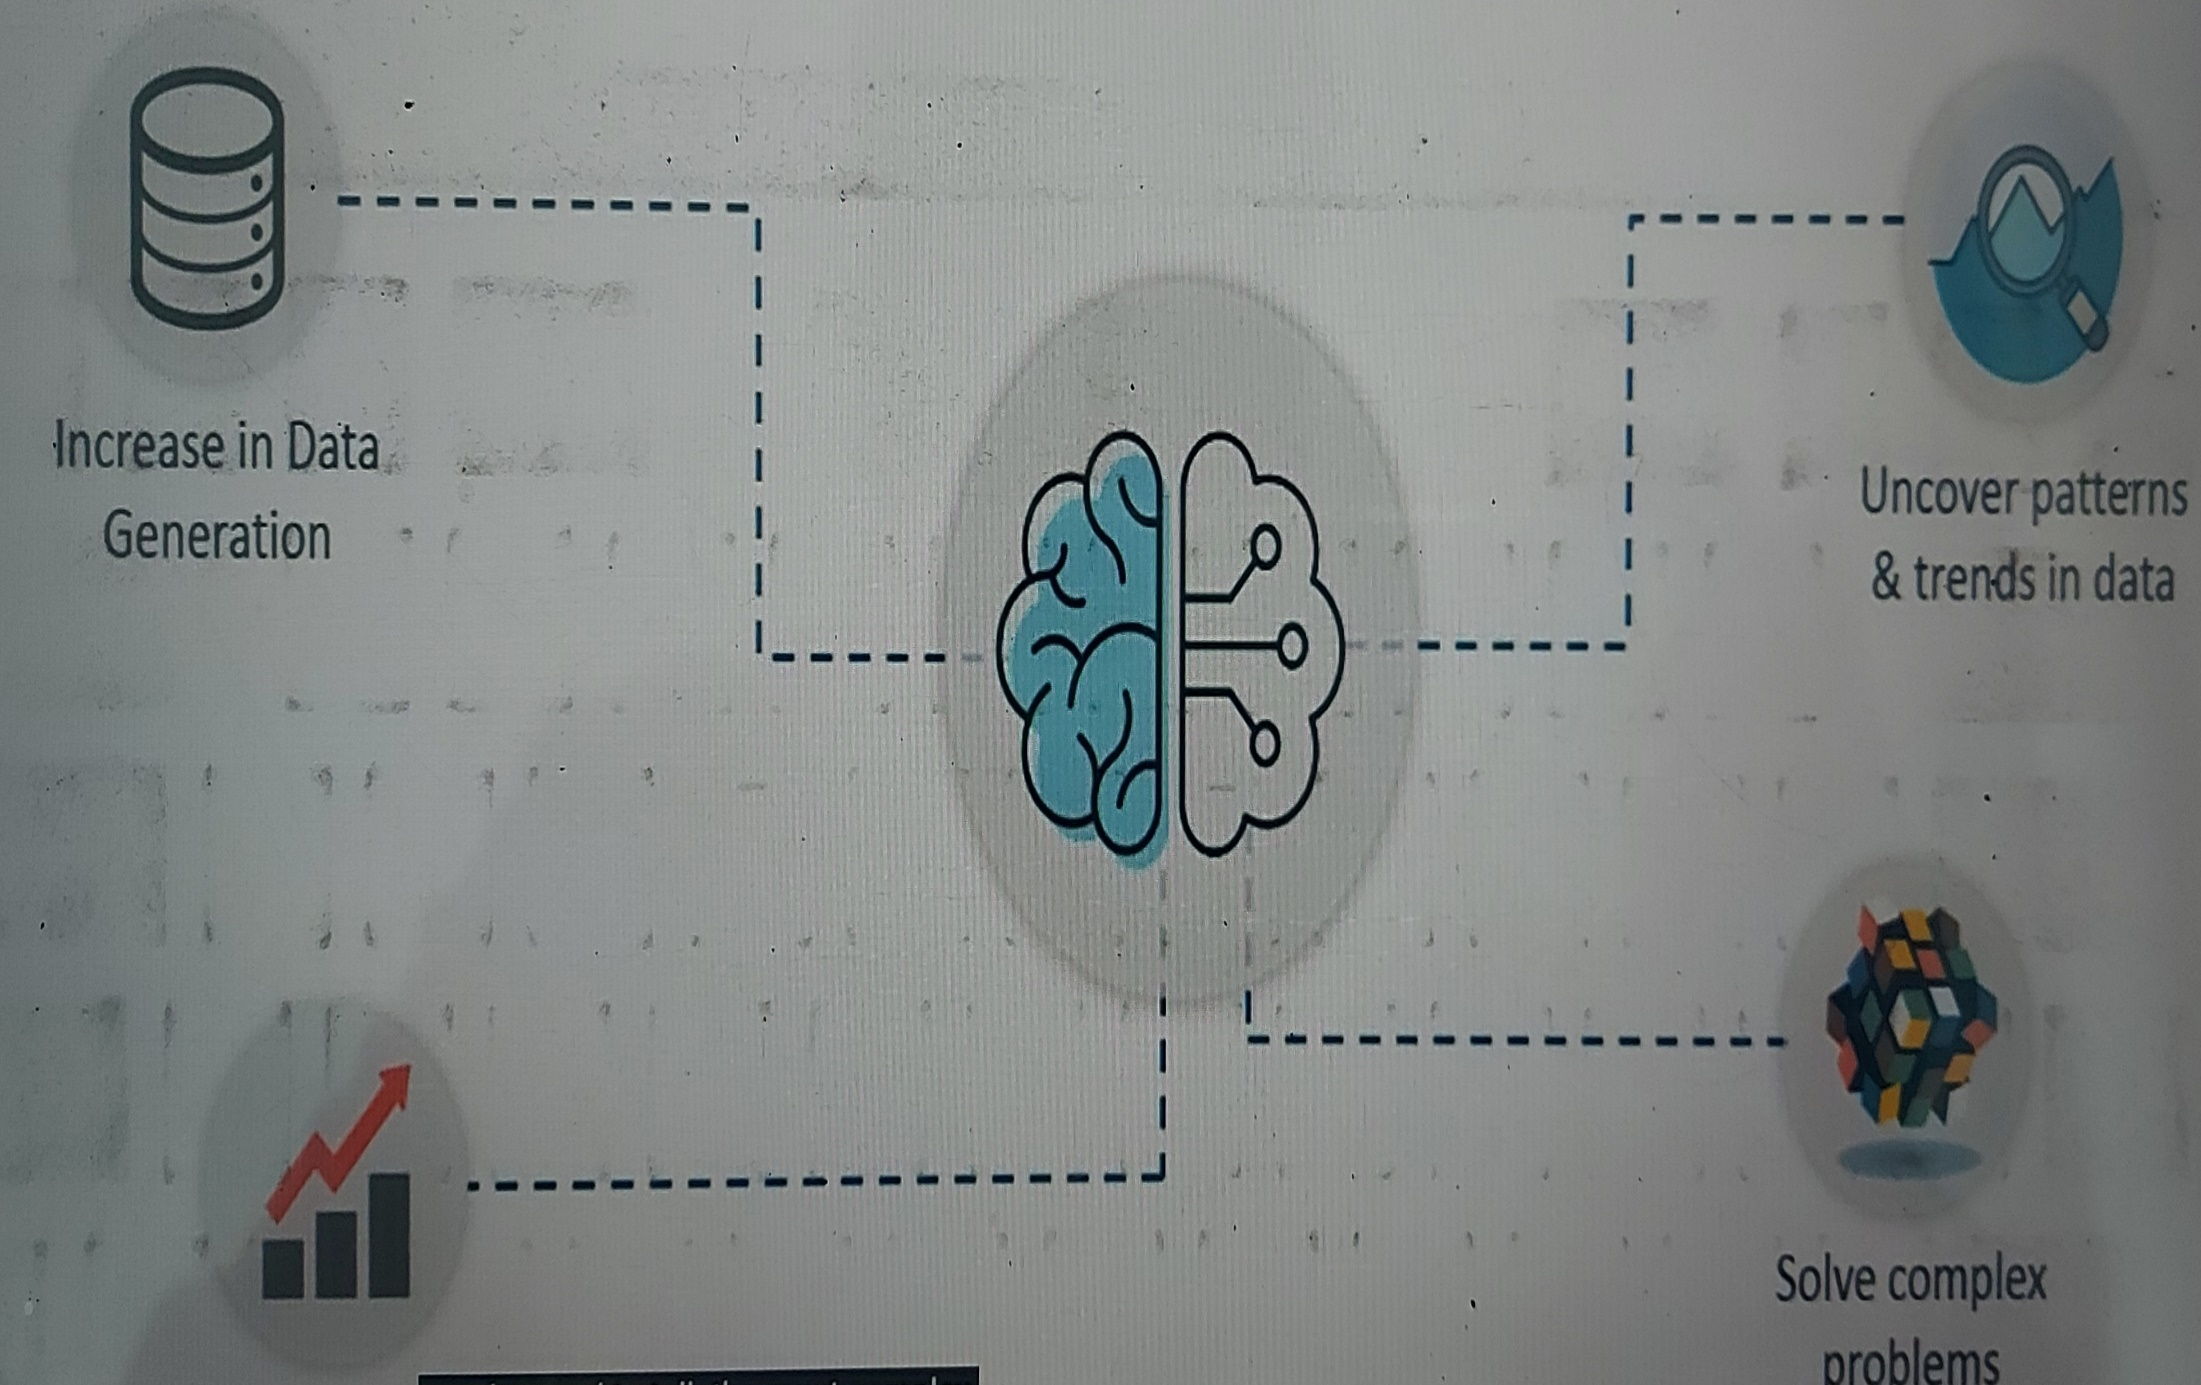 Increase in Data
Generation
Uncover patterns
& trends in data
Solve complex
problems